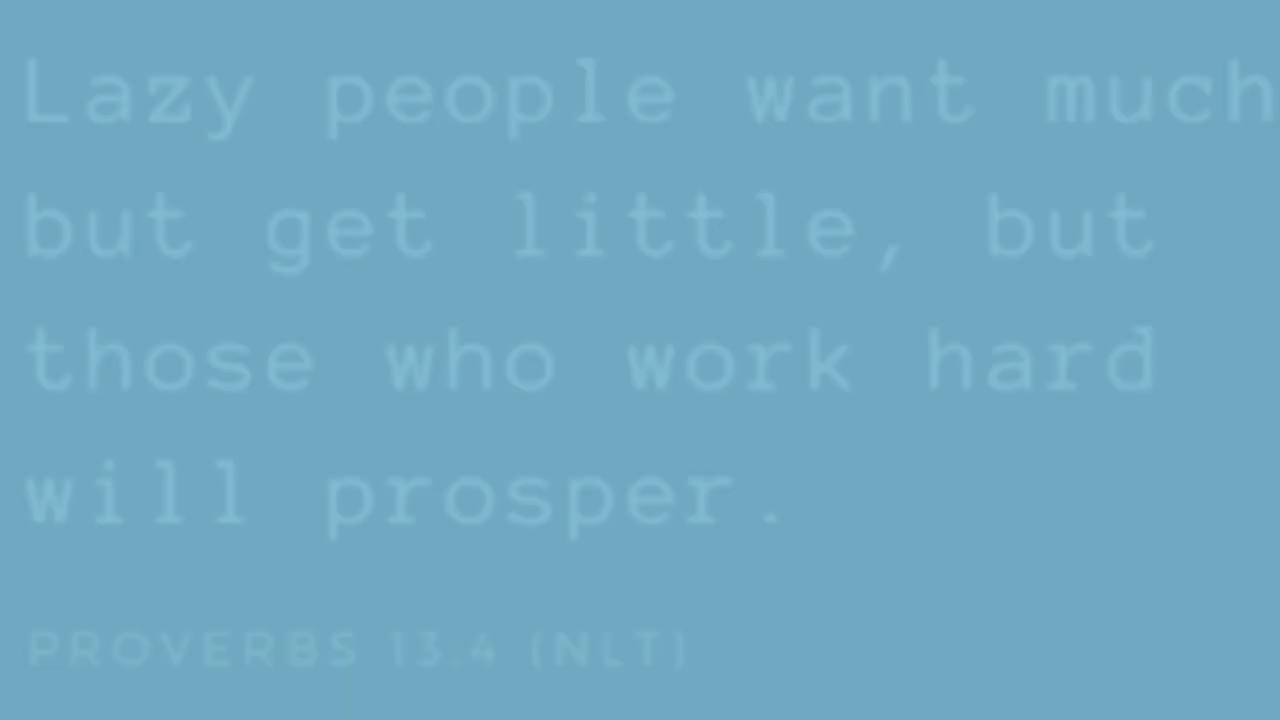 Lazy people want much
but get little, but
those who work hard
will prosper.
PROVERBS 13.4 (NLT)